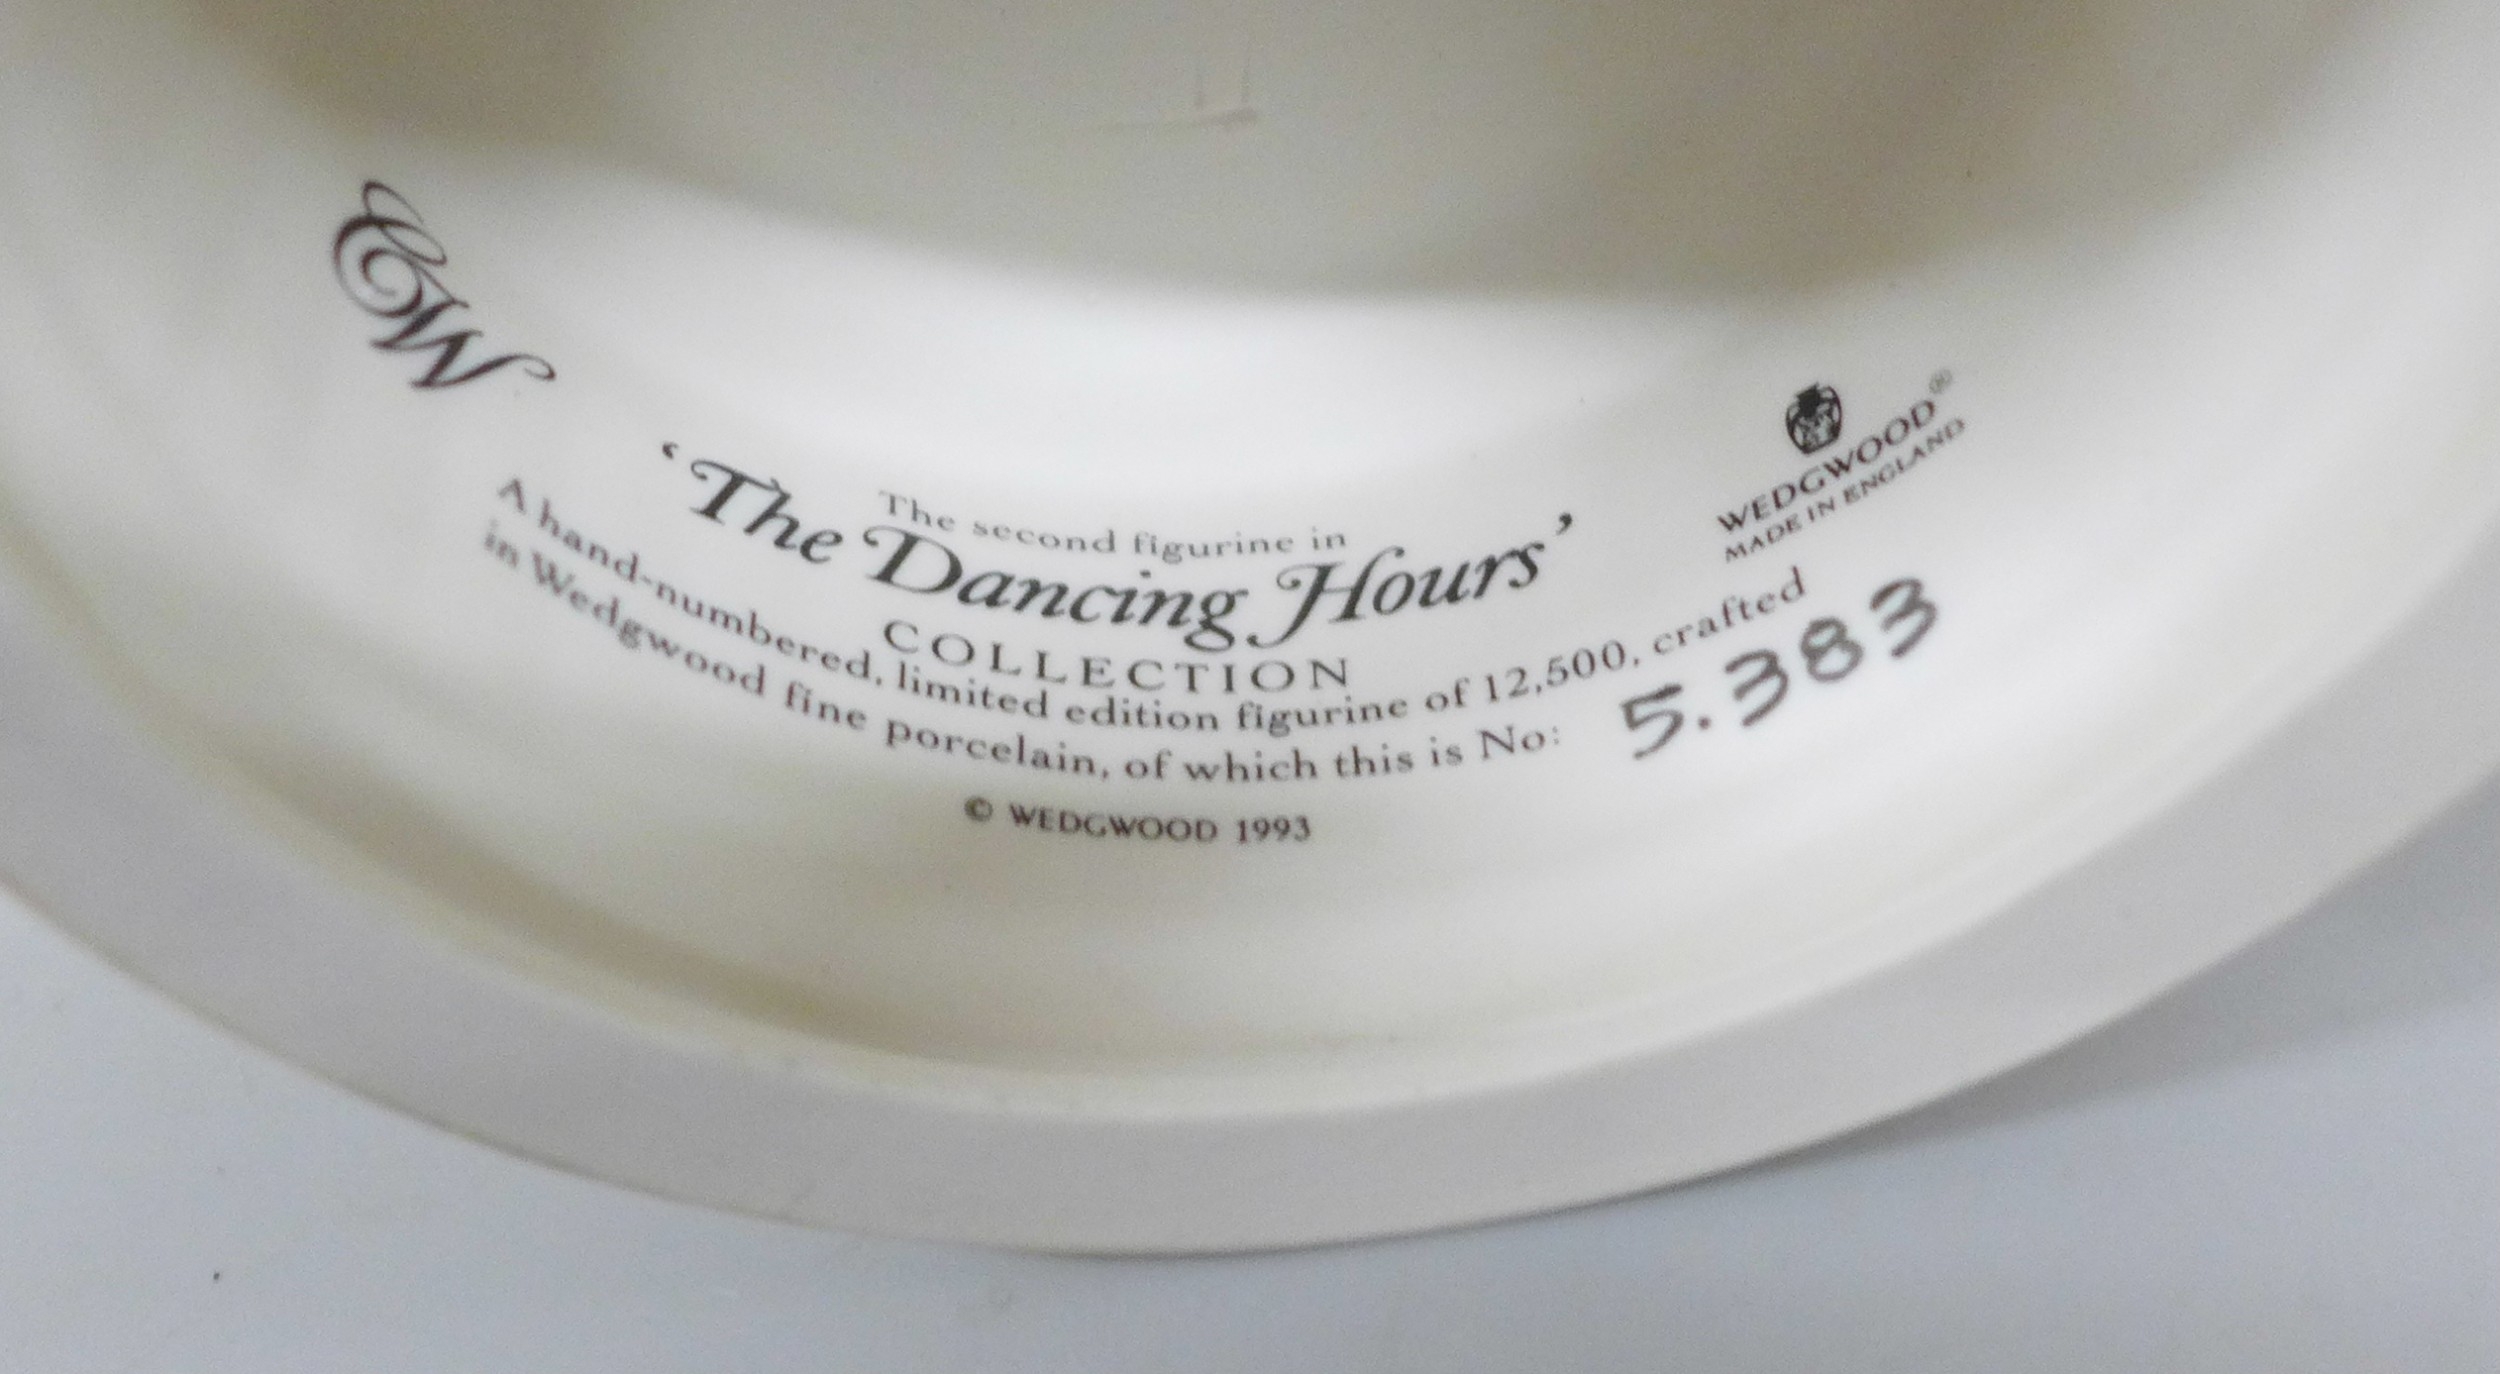 CW
The second figurine in
‘The Dancing Hours’
COLLECTION
A hand-numbered, limited edition figurine of 12,500, crafted
in Wedgwood fine porcelain, of which this is No: 5.383
© WEDGWOOD 1993
WEDGWOOD®
MADE IN ENGLAND